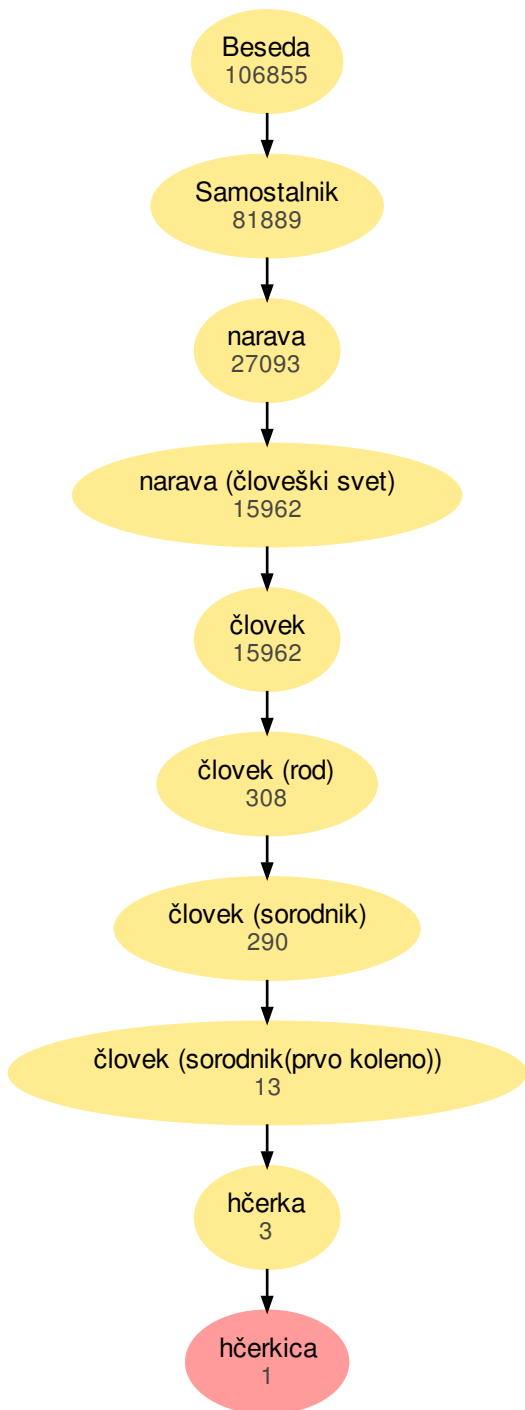 Beseda
106855
Samostalnik
81889
narava
27093
narava (človeški svet)
15962
človek
15962
človek (rod)
308
človek (sorodnik)
290
človek (sorodnik(prvo koleno))
13
hčerka
3
hčerkica
1